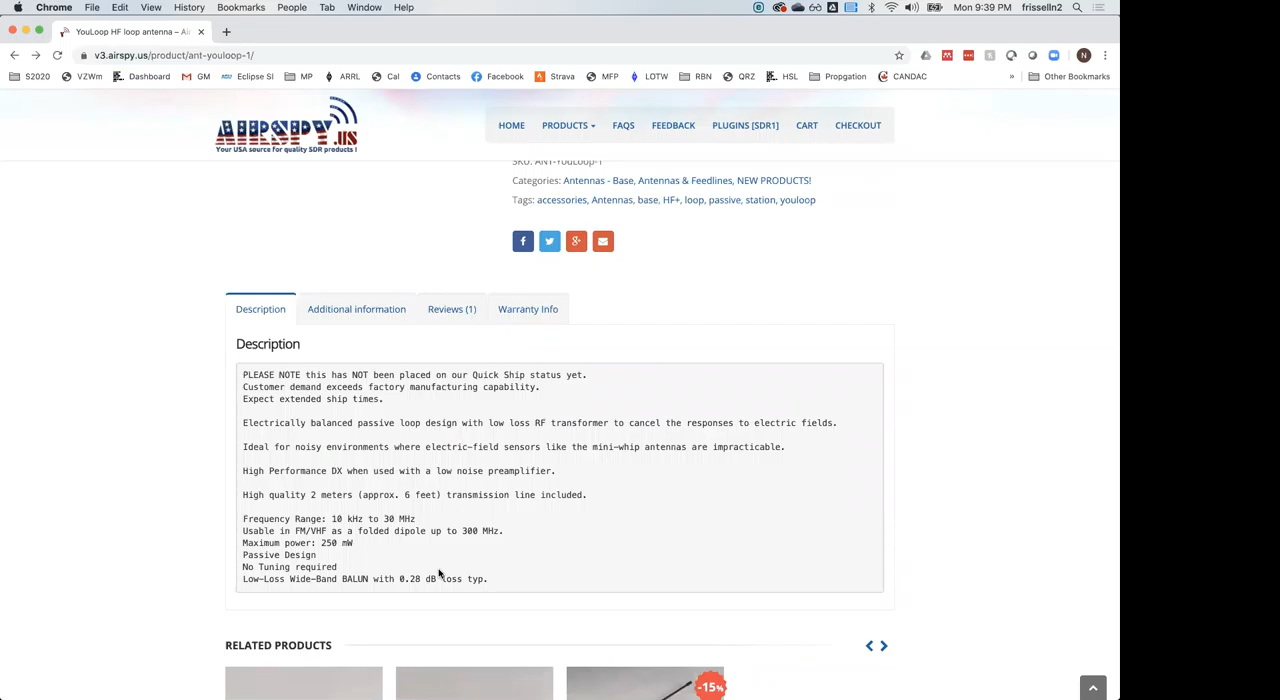 Chrome File Edit View History Bookmarks People Tab Window Help Mon 9:39 PM frisselln2
YouLoop HF loop antenna – Ai
v3.airspy.us/product/ant-youloop-1/ N
S2020 VZWm Dashboard GM Eclipse SI MP ARRL Cal Contacts Facebook Strava MFP LOTW RBN QRZ HSL Propgation CANDAC » Other Bookmarks
AIRSPY.US
Your USA source for quality SDR products !
HOME PRODUCTS FAQS FEEDBACK PLUGINS [SDR1] CART CHECKOUT
SKU: ANT-YouLoop-1
Categories: Antennas - Base, Antennas & Feedlines, NEW PRODUCTS!
Tags: accessories, Antennas, base, HF+, loop, passive, station, youloop
Description Additional information Reviews (1) Warranty Info
Description
PLEASE NOTE this has NOT been placed on our Quick Ship status yet.
Customer demand exceeds factory manufacturing capability.
Expect extended ship times.
Electrically balanced passive loop design with low loss RF transformer to cancel the responses to electric fields.
Ideal for noisy environments where electric-field sensors like the mini-whip antennas are impracticable.
High Performance DX when used with a low noise preamplifier.
High quality 2 meters (approx. 6 feet) transmission line included.
Frequency Range: 10 kHz to 30 MHz
Usable in FM/VHF as a folded dipole up to 300 MHz.
Maximum power: 250 mW
Passive Design
No Tuning required
Low-Loss Wide-Band BALUN with 0.28 dB loss typ.
RELATED PRODUCTS
-15%